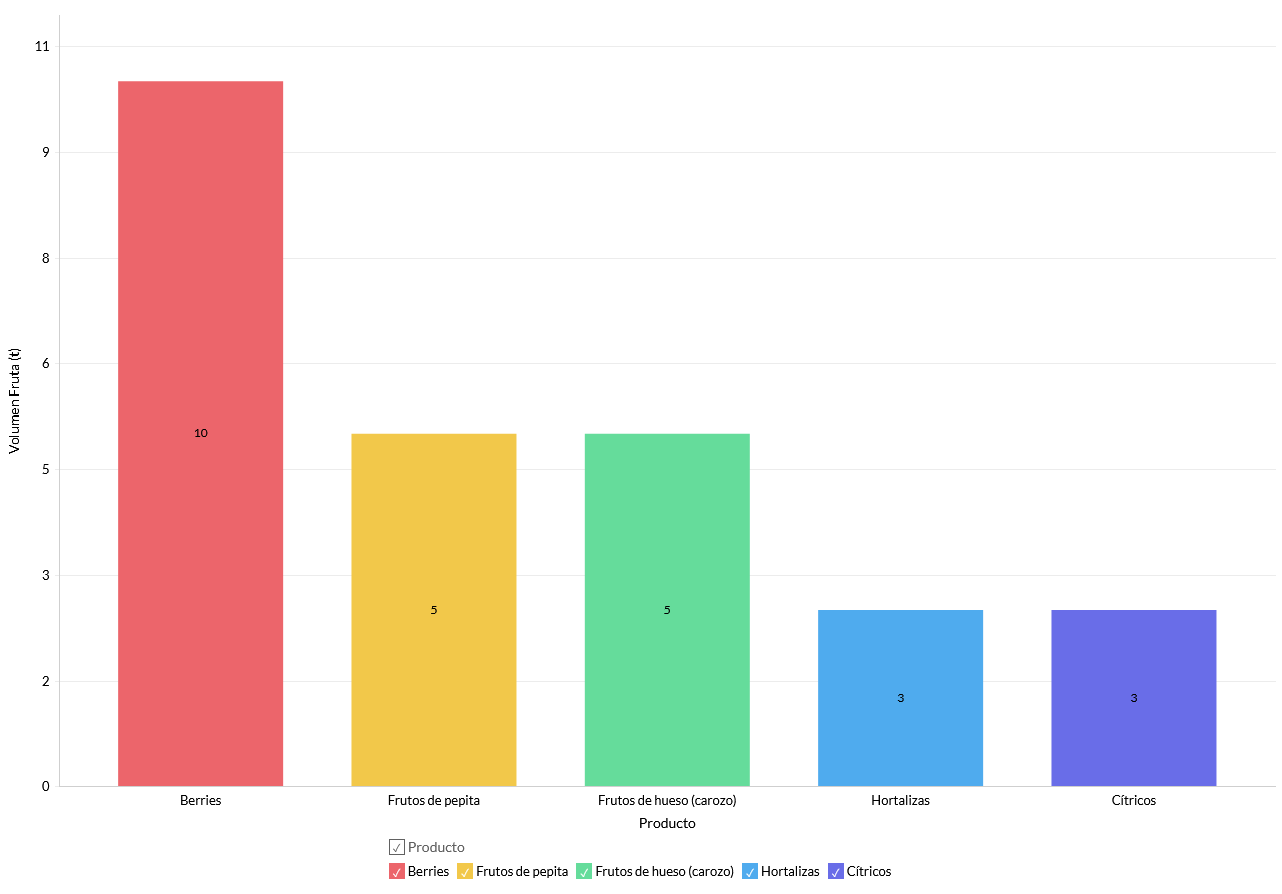 11
9
8
6
5
3
2
0
Volumen Fruta (t)
10
5
5
3
3
Berries Frutos de pepita Frutos de hueso (carozo) Hortalizas Cítricos
Producto
✓ Producto
✓ Berries ✓ Frutos de pepita ✓ Frutos de hueso (carozo) ✓ Hortalizas ✓ Cítricos